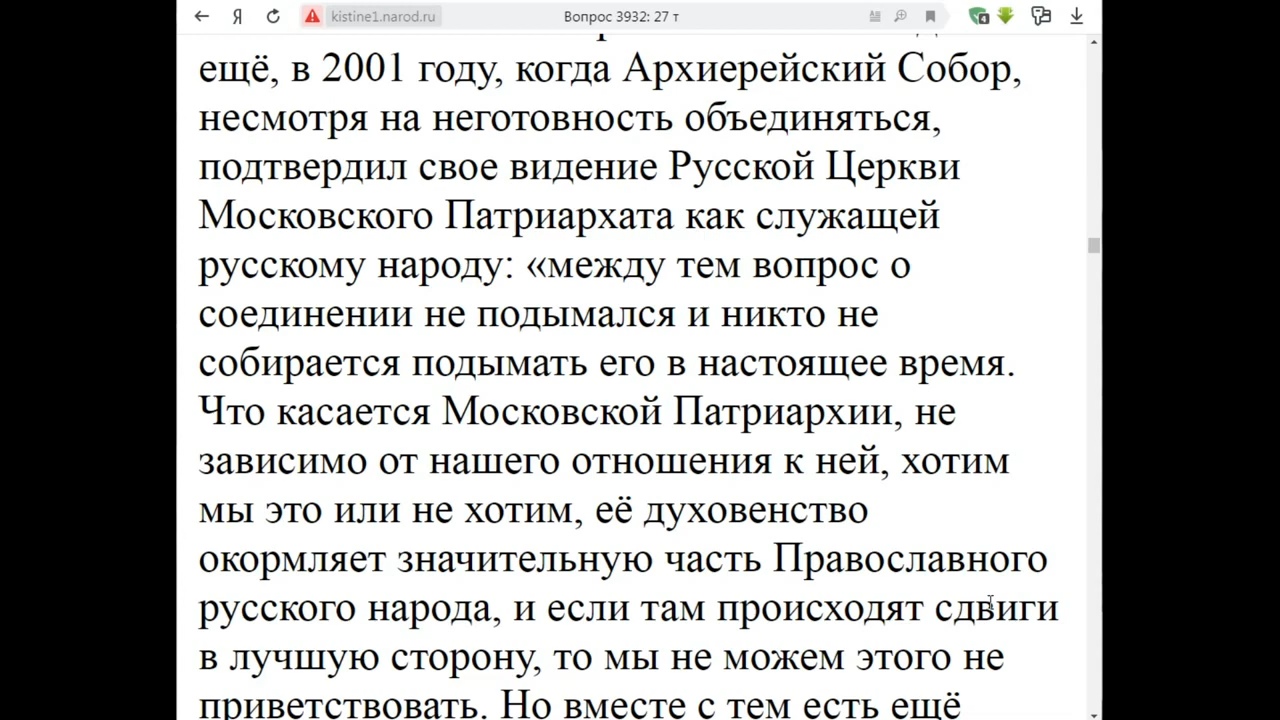 Я kistine1.narod.ru Вопрос 3932: 27 т 4
ещё, в 2001 году, когда Архиерейский Собор,
несмотря на неготовность объединяться,
подтвердил свое видение Русской Церкви
Московского Патриархата как служащей
русскому народу: «между тем вопрос о
соединении не подымался и никто не
собирается подымать его в настоящее время.
Что касается Московской Патриархии, не
зависимо от нашего отношения к ней, хотим
мы это или не хотим, её духовенство
окормляет значительную часть Православного
русского народа, и если там происходят сдвиги
в лучшую сторону, то мы не можем этого не
приветствовать. Но вместе с тем есть ещё